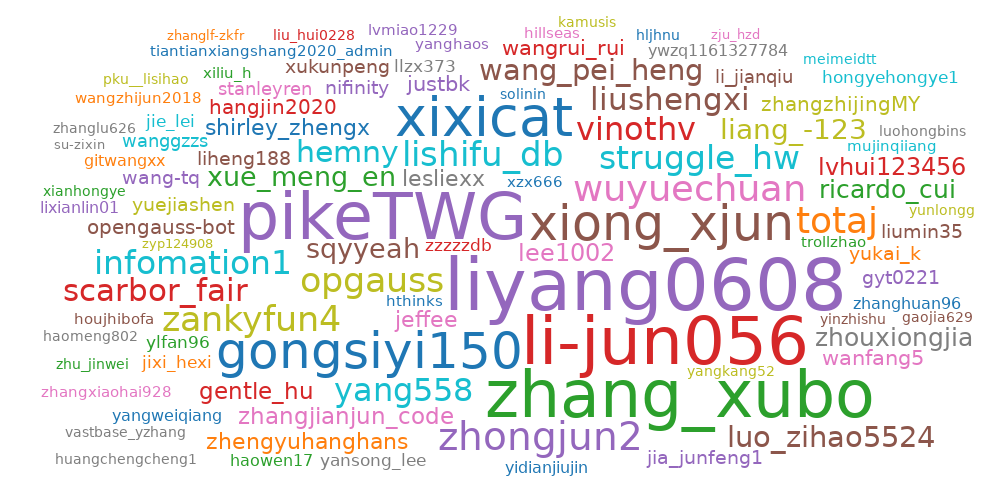 kamusis
hillseas
lvmiao1229
zhanglf-zkfr
liu_hui0228
hljhnu
zju_hzd
yanghaos
wangrui_rui
tiantianxiangshang2020_admin
ywzq1161327784
meimeidtt
xukunpeng
llzx373
wang_pei_heng
xiliu_h
pku__lisihao
li_jianqiu
hongyehongye1
stanleyren
nifinity
justbk
solinin
wangzhijun2018
hangjin2020
xixicat
liushengxi
zhangzhijingMY
jie_lei
zhanglu626
shirley_zhengx
vinothv
liang_-123
luohongbins
su-zixin
wanggzzs
mujinqiiang
gitwangxx
liheng188
hemny
lishifu_db
struggle_hw
lvhui123456
wang-tq
xue_meng_en
lesliexx
xzx666
xianhongye
wuyuechuan
ricardo_cui
lixianlin01
yuejiashen
yunlongg
opengauss-bot
pikeTWG
xiong_xjun
totaj
liumin35
zyp124908
sqyyeah
zzzzzdb
trollzhao
lee1002
yukai_k
infomation1
opgauss
liyang0608
gyt0221
scarbor_fair
hthinks
zhanghuan96
houjhibofa
zankyfun4
jeffee
yinzhishu
gaojia629
haomeng802
ylfan96
li-jun056
zhouxiongjia
zhu_jinwei
jixi_hexi
gongsiyi150
wanfang5
yangkang52
zhangxiaohai928
gentle_hu
yang558
zhang_xubo
yangweiqiang
zhangjianjun_code
vastbase_yzhang
zhengyuhanghans
zhongjun2
luo_zihao5524
huangchengcheng1
haowen17
yansong_lee
jia_junfeng1
yidianjiujin